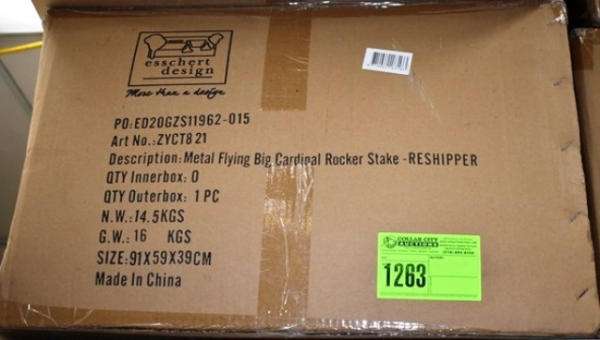 esschert
design
More than a design
PO:ED20GZS11962-015
Art No.:ZYCT8 21
Description: Metal Flying Big Cardinal Rocker Stake -RESHIPPER
QTY Innerbox: 0
QTY Outerbox: 1 PC
N.W.: 14.5KGS
G.W.: 16 KGS
SIZE:91X59X39CM
Made In China
COLLAR CITY
AUCTIONS
1263